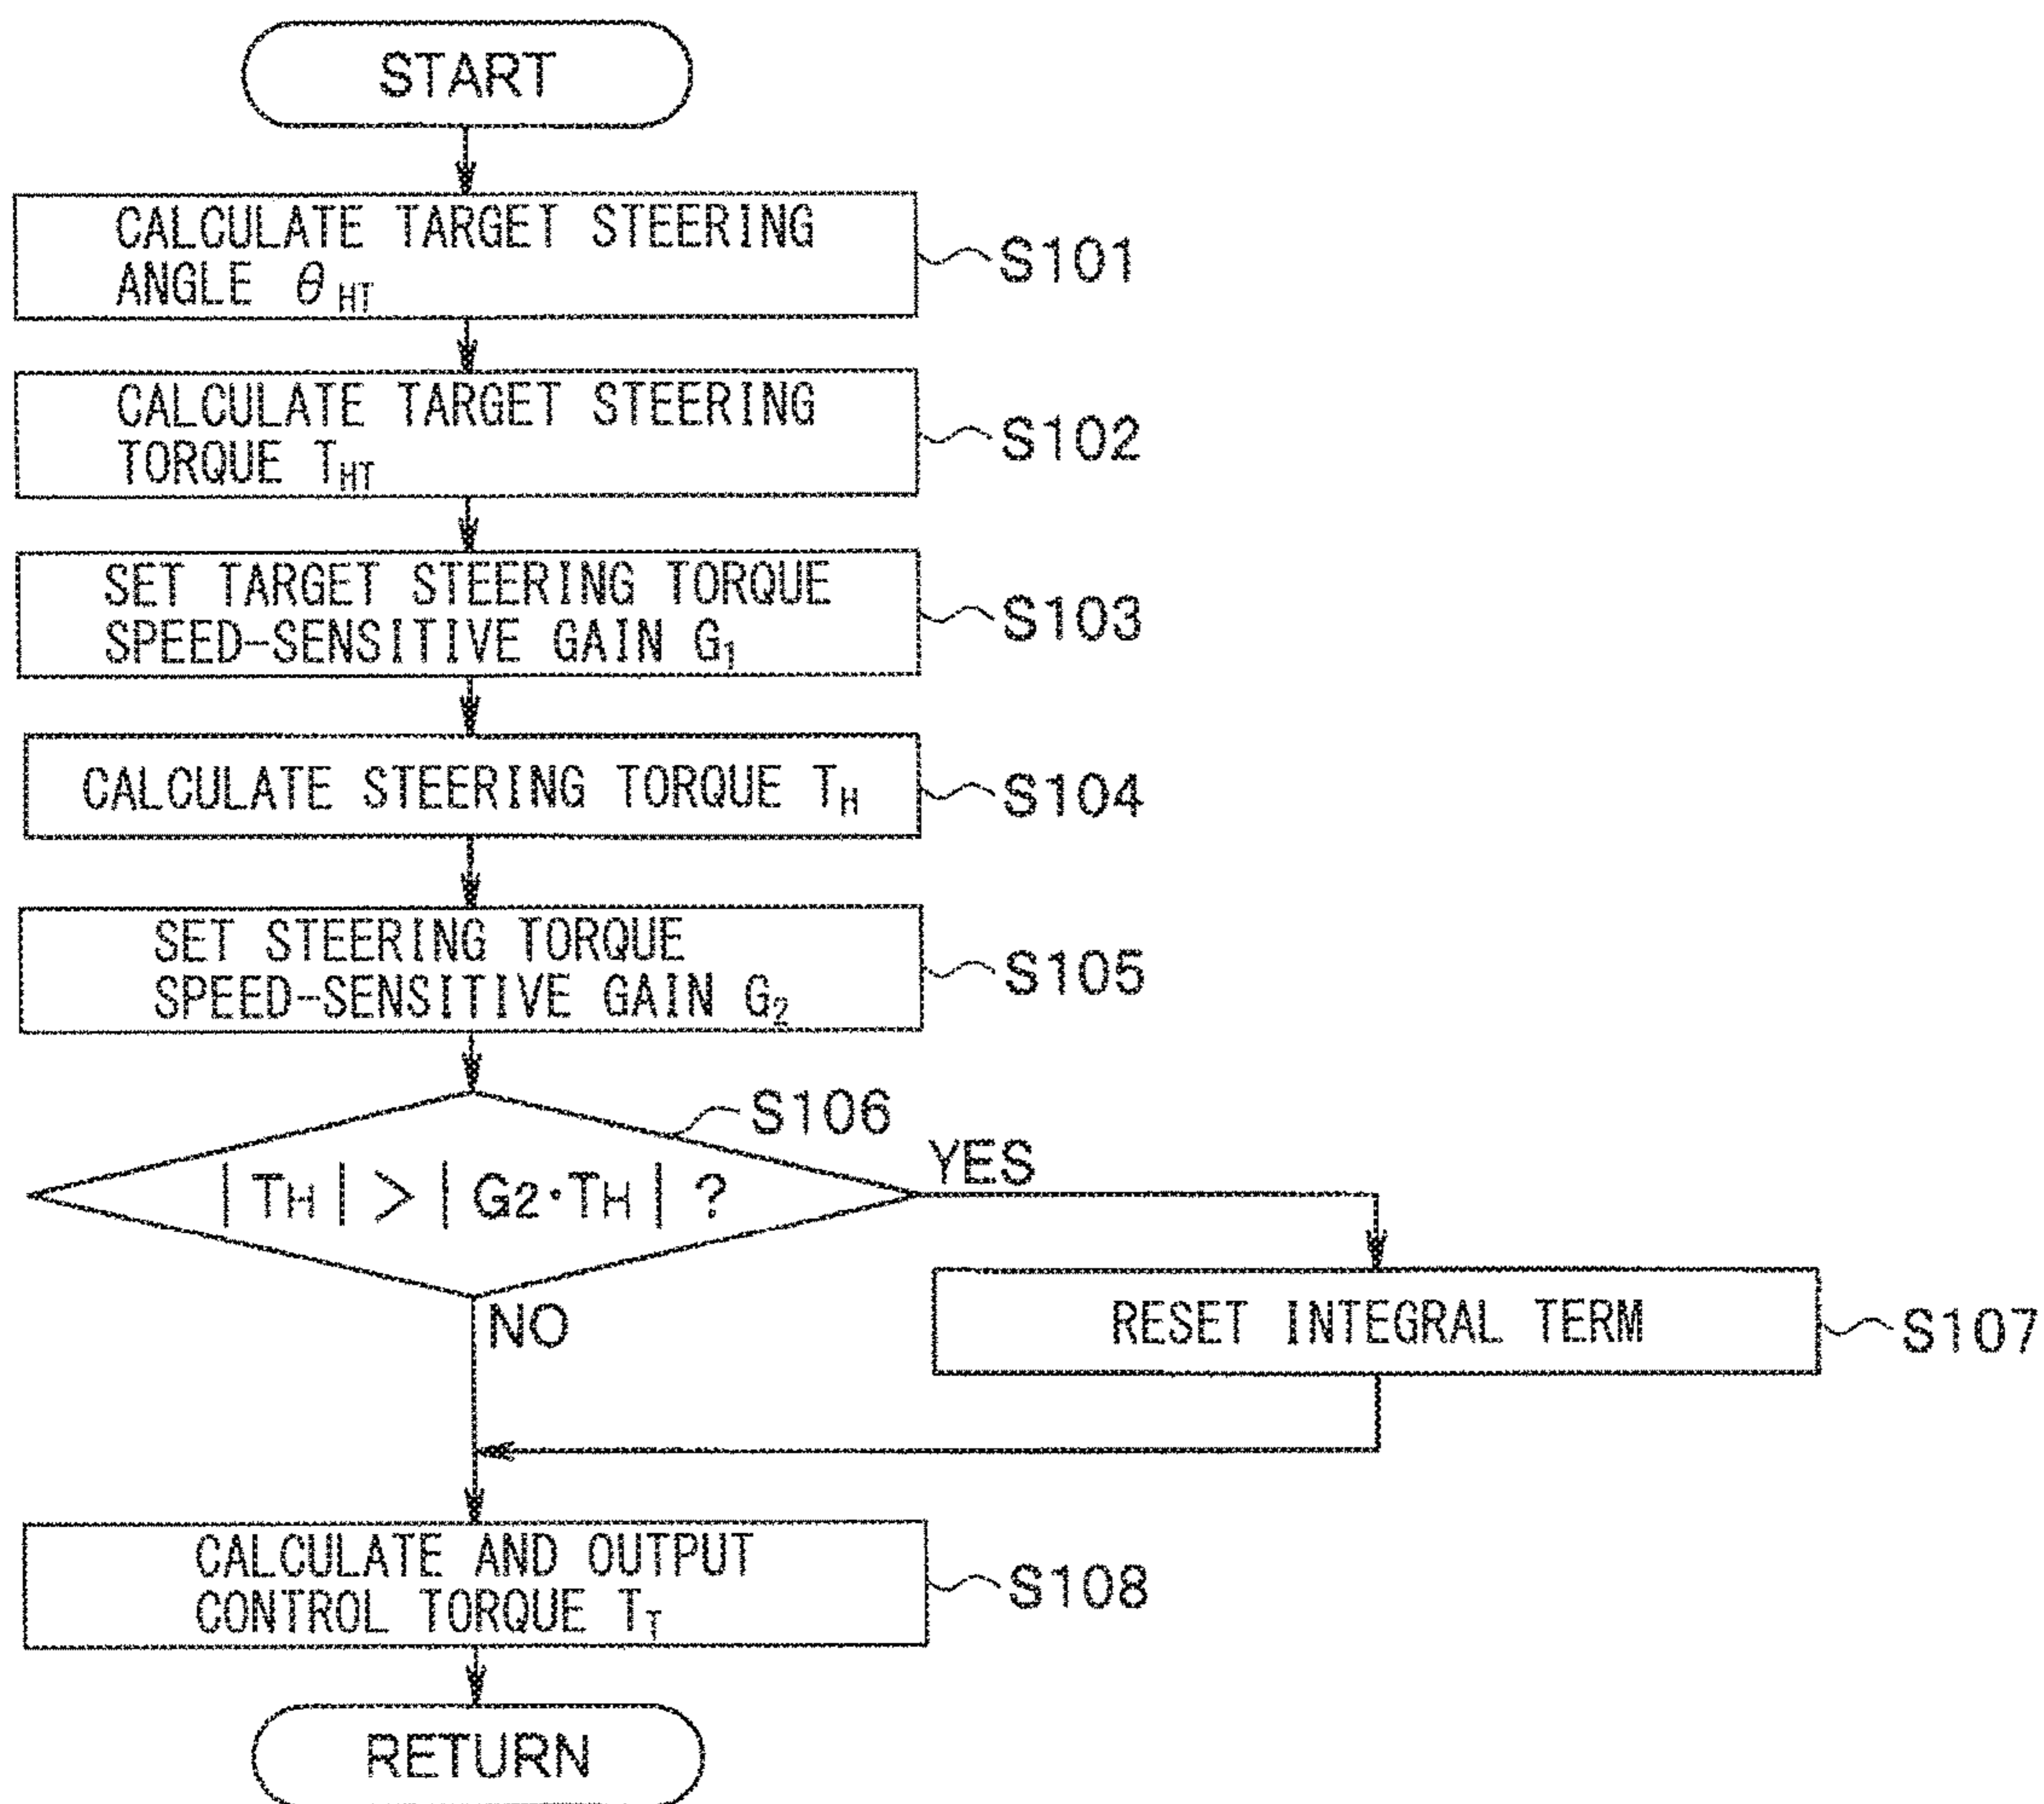 START
CALCULATE TARGET STEERING
ANGLE θHT
S101
CALCULATE TARGET STEERING
TORQUE THT
S102
SET TARGET STEERING TORQUE
SPEED-SENSITIVE GAIN G1
S103
CALCULATE STEERING TORQUE TH
S104
SET STEERING TORQUE
SPEED-SENSITIVE GAIN G2
S105
S106
|TH| > |G2·TH| ?
YES
NO
RESET INTEGRAL TERM
S107
CALCULATE AND OUTPUT
CONTROL TORQUE TT
S108
RETURN